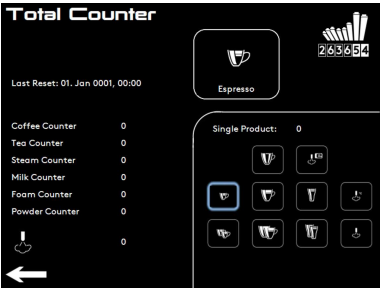 Total Counter
263654
Last Reset: 01. Jan 0001, 00:00
Espresso
Coffee Counter 0
Single Product: 0
Tea Counter 0
Steam Counter 0
Milk Counter 0
Foam Counter 0
Powder Counter 0
0